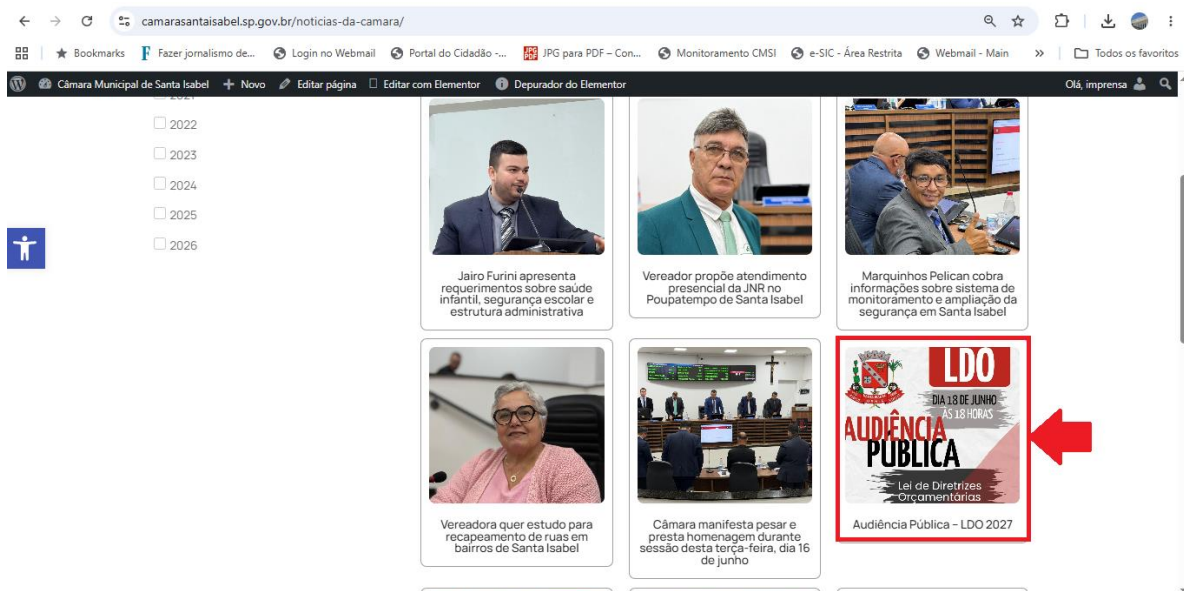 camarasantaisabel.sp.gov.br/noticias-da-camara/
Bookmarks
Fazer jornalismo de...
Login no Webmail
Portal do Cidadão -...
JPG para PDF – Con...
Monitoramento CMSI
e-SIC - Área Restrita
Webmail - Main
»
Todos os favoritos
Câmara Municipal de Santa Isabel
+ Novo
Editar página
Editar com Elementor
Depurador do Elementor
Olá, imprensa
2021
2022
2023
2024
2025
2026
Jairo Furini apresenta
requerimentos sobre saúde
infantil, segurança escolar e
estrutura administrativa
Vereador propõe atendimento
presencial da JNR no
Poupatempo de Santa Isabel
Marquinhos Pelican cobra
informações sobre sistema de
monitoramento e ampliação da
segurança em Santa Isabel
Vereadora quer estudo para
recapeamento de ruas em
bairros de Santa Isabel
Câmara manifesta pesar e
presta homenagem durante
sessão desta terça-feira, dia 16
de junho
LDO
DIA 18 DE JUNHO
ÀS 18 HORAS
AUDIÊNCIA
PÚBLICA
Lei de Diretrizes
Orçamentárias
Audiência Pública – LDO 2027